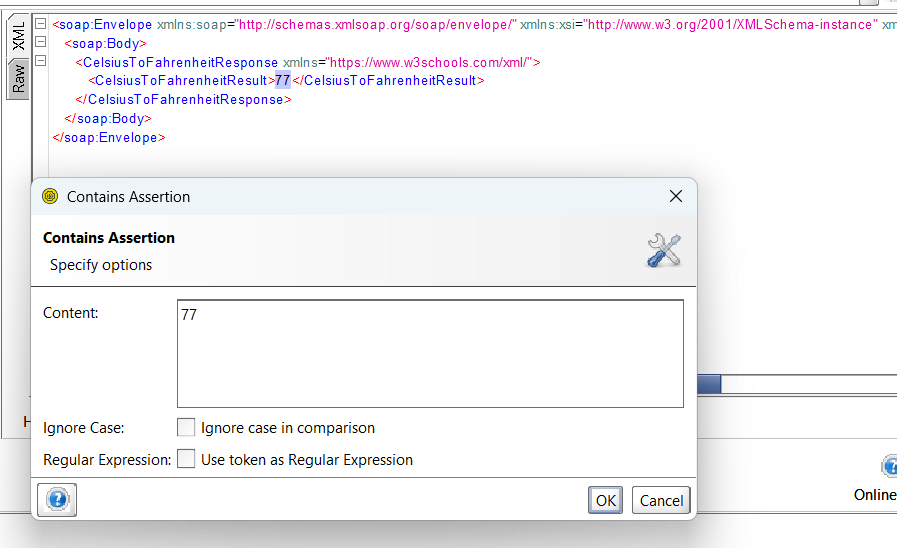 XML
Raw
<soap:Envelope xmlns:soap="http://schemas.xmlsoap.org/soap/envelope/" xmlns:xsi="http://www.w3.org/2001/XMLSchema-instance" xm
<soap:Body>
<CelsiusToFahrenheitResponse xmlns="https://www.w3schools.com/xml/">
<CelsiusToFahrenheitResult>77</CelsiusToFahrenheitResult>
</CelsiusToFahrenheitResponse>
</soap:Body>
</soap:Envelope>
Contains Assertion
Contains Assertion
Specify options
Content:
77
H
Ignore Case:
Ignore case in comparison
Regular Expression:
Use token as Regular Expression
OK
Cancel
Online